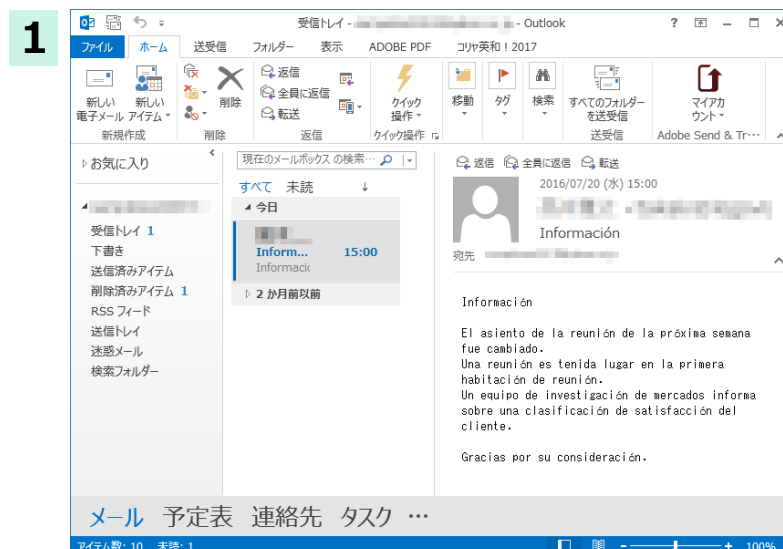 1
受信トレイ - - Outlook
ファイル ホーム 送受信 フォルダー 表示 ADOBE PDF コリャ英和！2017
新しい 電子メール
新しい アイテム
新規作成
削除
削除
返信
全員に返信
転送
返信
クイック 操作
クイック操作
移動
タグ
検索
すべてのフォルダー を送受信
送受信
マイアカ ウント
Adobe Send & Tr…
お気に入り
受信トレイ 1
下書き
送信済みアイテム
削除済みアイテム 1
RSS フィード
送信トレイ
迷惑メール
検索フォルダー
現在のメールボックス の検索…
すべて 未読 ↓
今日
Inform... 15:00
Informació
2 か月前以前
返信 全員に返信 転送
2016/07/20 (水) 15:00
Información
宛先
Información
El asiento de la reunión de la próxima semana
fue cambiado.
Una reunión es tenida lugar en la primera
habitación de reunión.
Un equipo de investigación de mercados informa
sobre una clasificación de satisfacción del
cliente.
Gracias por su consideración.
メール 予定表 連絡先 タスク …
アイテム数: 10 未読: 1
100%